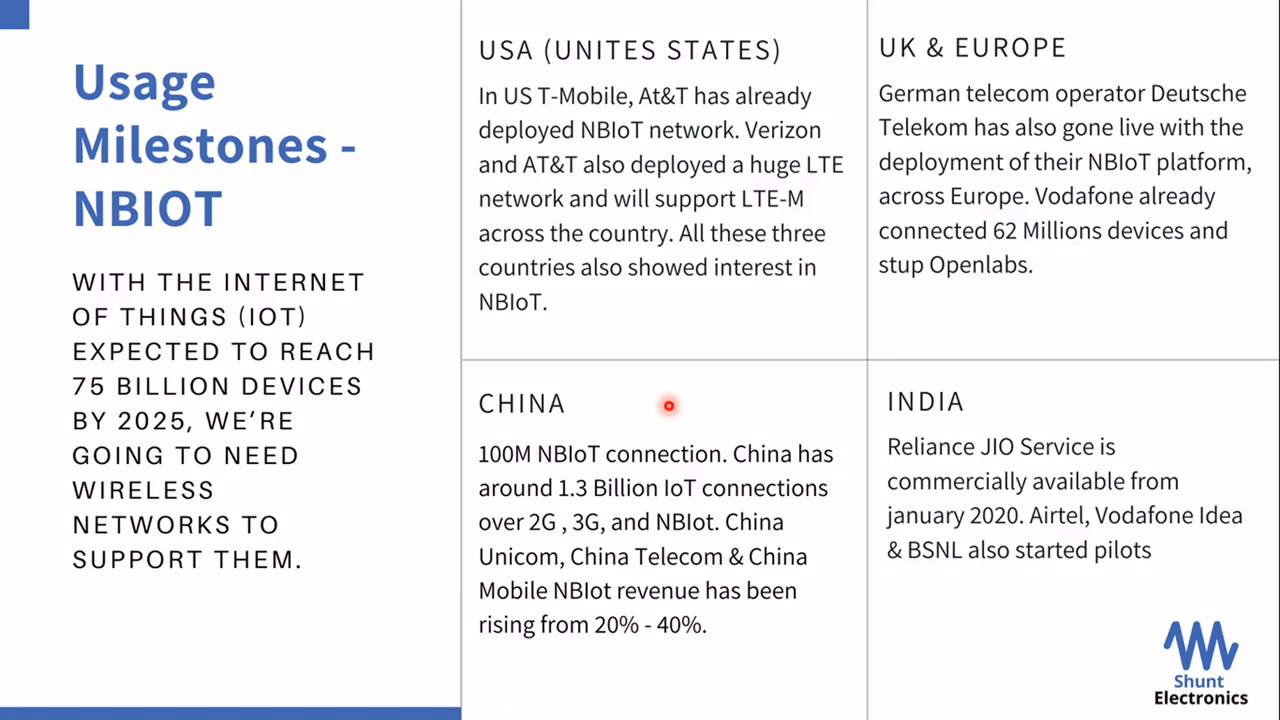 Usage
Milestones -
NBIOT
WITH THE INTERNET
OF THINGS (IOT)
EXPECTED TO REACH
75 BILLION DEVICES
BY 2025, WE’RE
GOING TO NEED
WIRELESS
NETWORKS TO
SUPPORT THEM.
USA (UNITES STATES)
In US T-Mobile, At&T has already
deployed NBIoT network. Verizon
and AT&T also deployed a huge LTE
network and will support LTE-M
across the country. All these three
countries also showed interest in
NBIoT.
UK & EUROPE
German telecom operator Deutsche
Telekom has also gone live with the
deployment of their NBIoT platform,
across Europe. Vodafone already
connected 62 Millions devices and
stup Openlabs.
CHINA
100M NBIoT connection. China has
around 1.3 Billion IoT connections
over 2G , 3G, and NBIot. China
Unicom, China Telecom & China
Mobile NBIot revenue has been
rising from 20% - 40%.
INDIA
Reliance JIO Service is
commercially available from
january 2020. Airtel, Vodafone Idea
& BSNL also started pilots
Shunt
Electronics